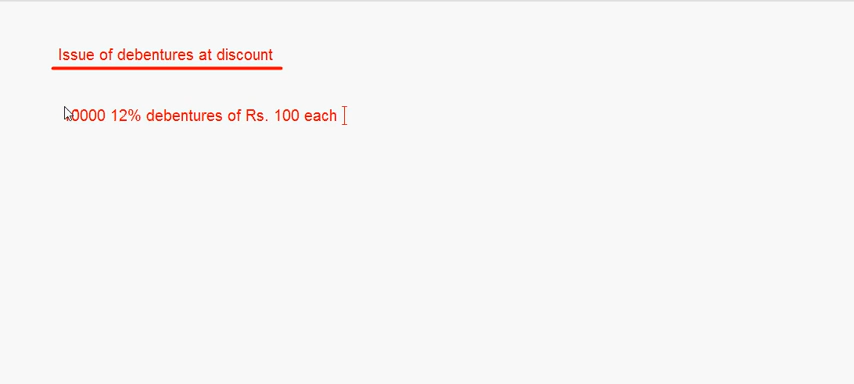 Issue of debentures at discount
12% debentures of Rs. 100 each